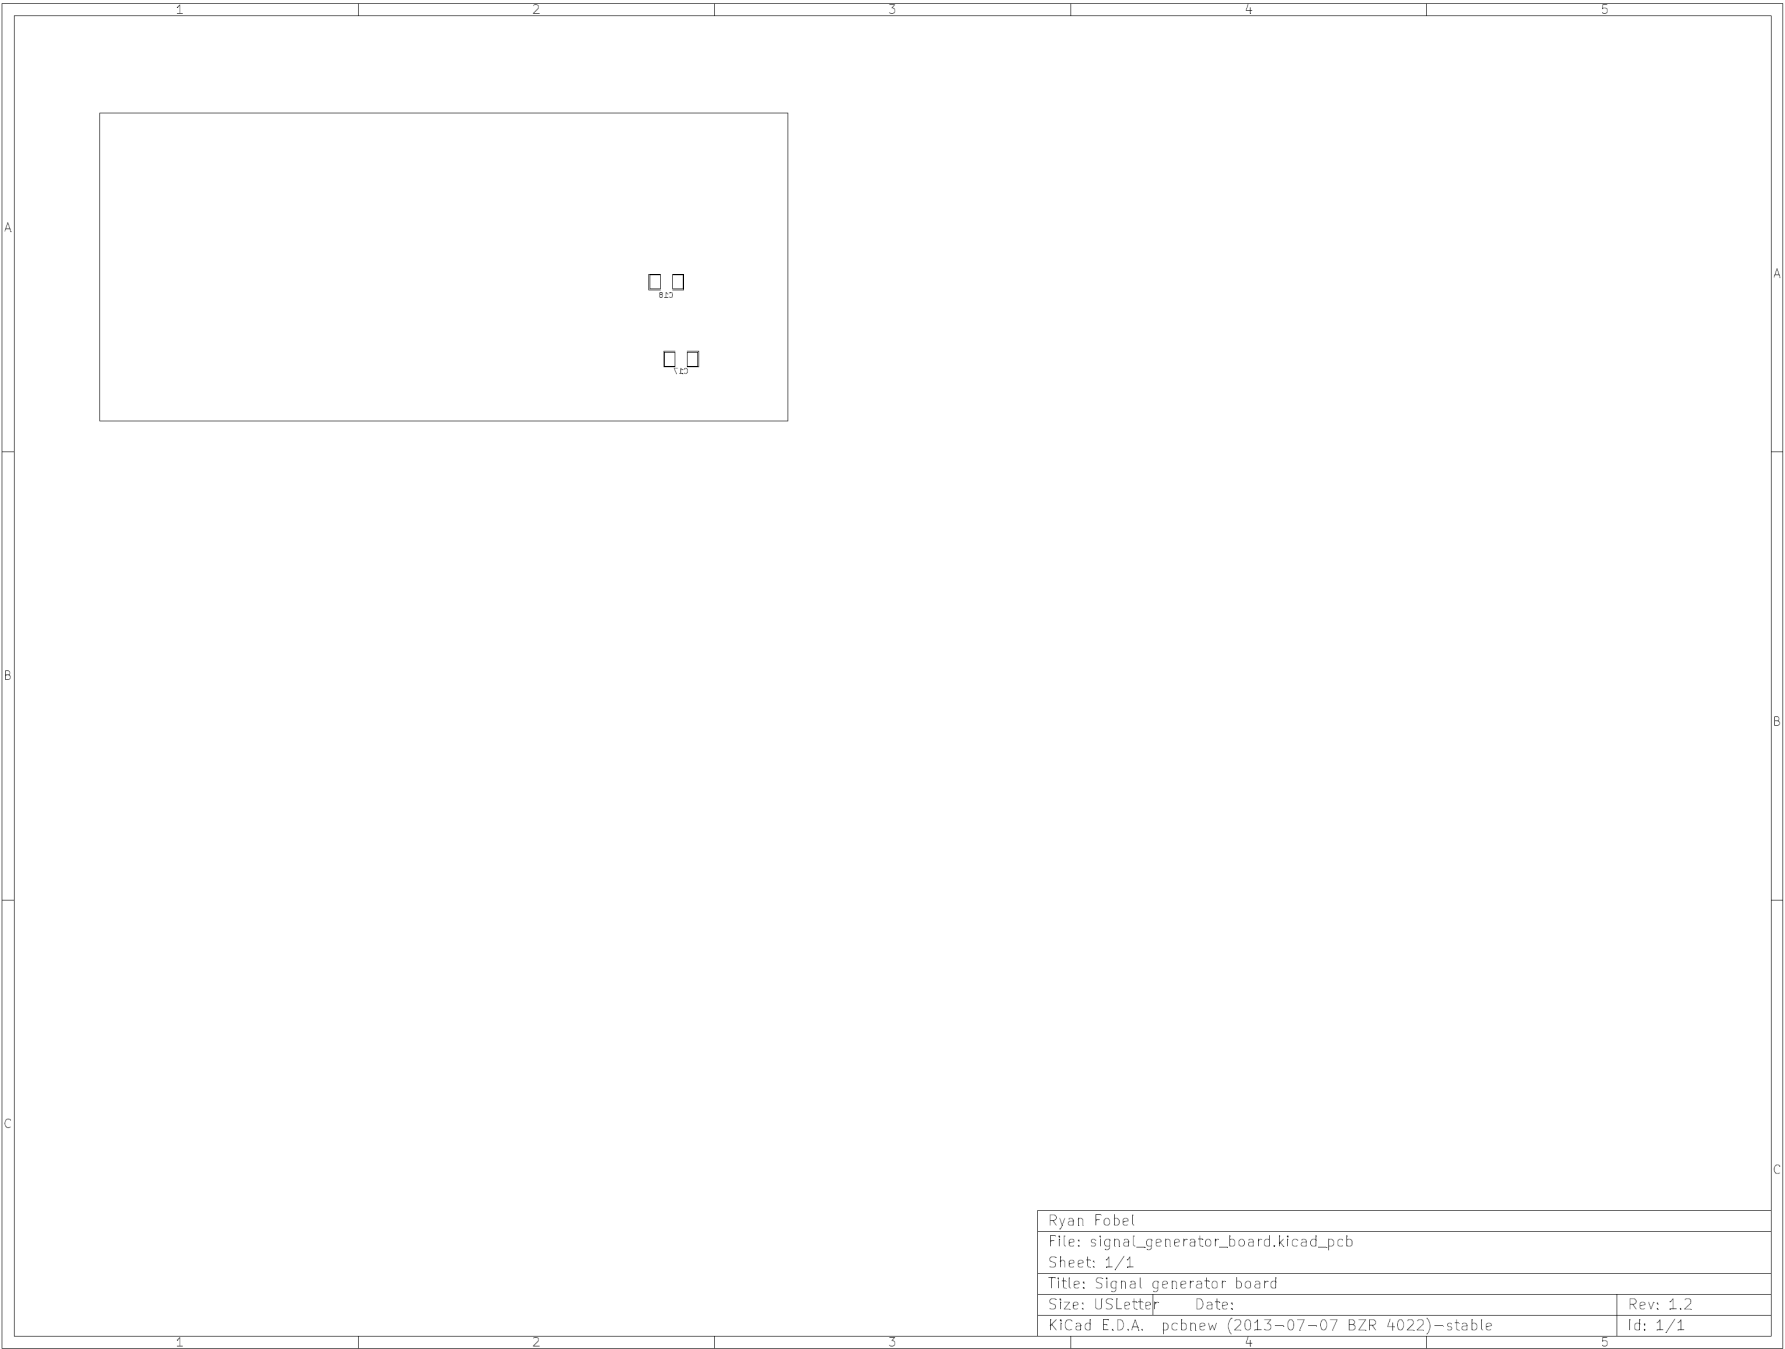 1 2 3 4 5
A A
C18
C17
B B
C C
Ryan Fobel
File: signal_generator_board.kicad_pcb
Sheet: 1/1
Title: Signal generator board
Size: USLetter Date: Rev: 1.2
KiCad E.D.A. pcbnew (2013-07-07 BZR 4022)-stable Id: 1/1
1 2 3 4 5